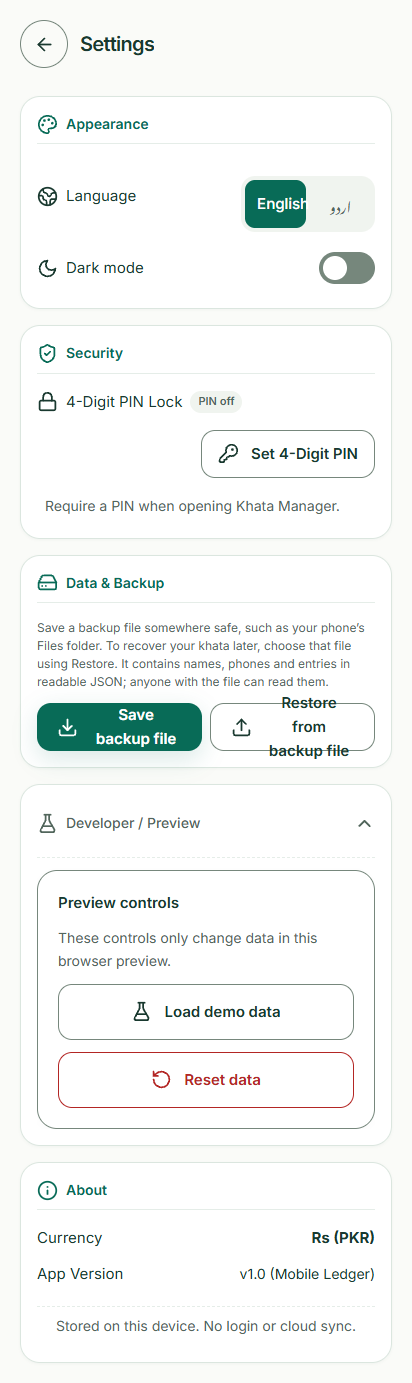 Settings
Appearance
Language
English
اردو
Dark mode
Security
4-Digit PIN Lock
PIN off
Set 4-Digit PIN
Require a PIN when opening Khata Manager.
Data & Backup
Save a backup file somewhere safe, such as your phone's
Files folder. To recover your khata later, choose that file
using Restore. It contains names, phones and entries in
readable JSON; anyone with the file can read them.
Save
backup file
Restore
from
backup file
Developer / Preview
Preview controls
These controls only change data in this
browser preview.
Load demo data
Reset data
About
Currency
Rs (PKR)
App Version
v1.0 (Mobile Ledger)
Stored on this device. No login or cloud sync.